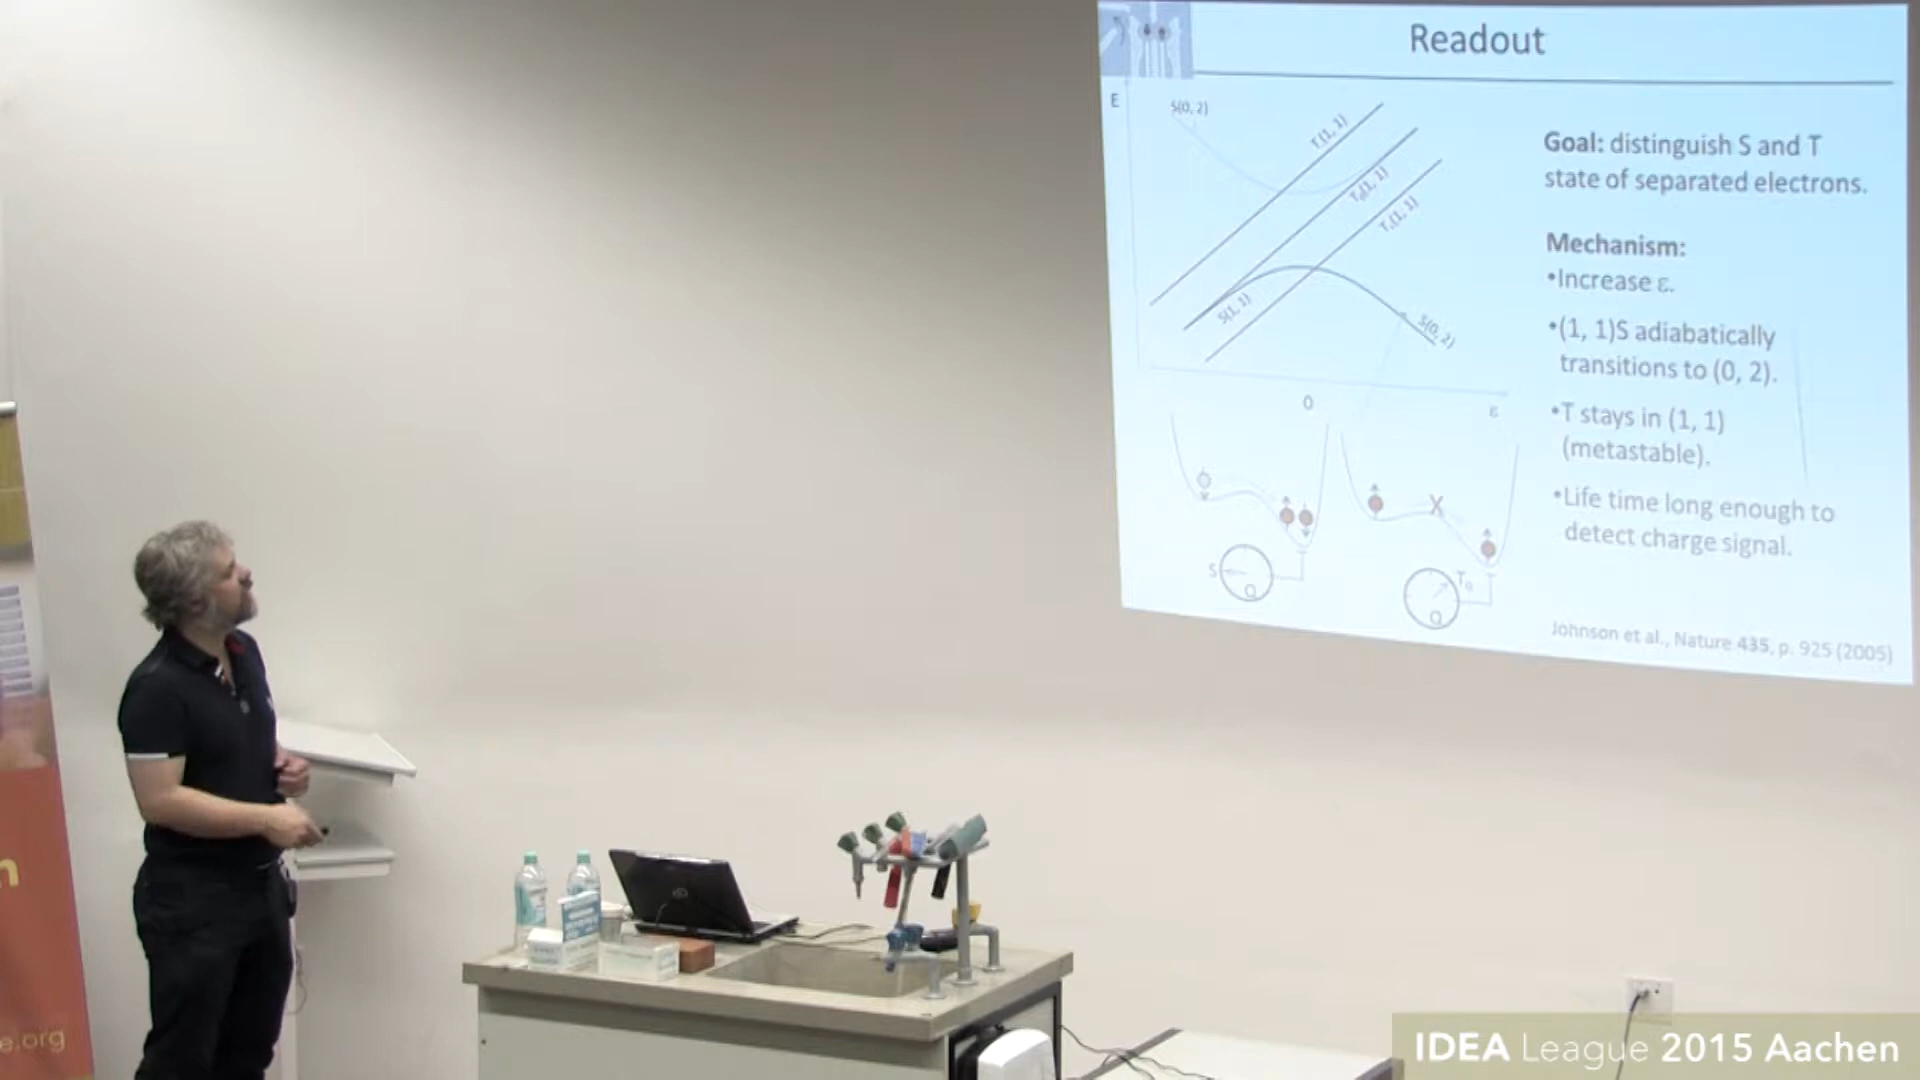 Readout
E
S(0, 2)
T-(1, 1)
T0(1, 1)
T+(1, 1)
S(1, 1)
S(0, 2)
0
ε
Goal: distinguish S and T
state of separated electrons.
Mechanism:
•Increase ε.
•(1, 1)S adiabatically
transitions to (0, 2).
•T stays in (1, 1)
(metastable).
•Life time long enough to
detect charge signal.
X
S
Q
T0
Q
Johnson et al., Nature 435, p. 925 (2005)
n
e.org
IDEA League 2015 Aachen